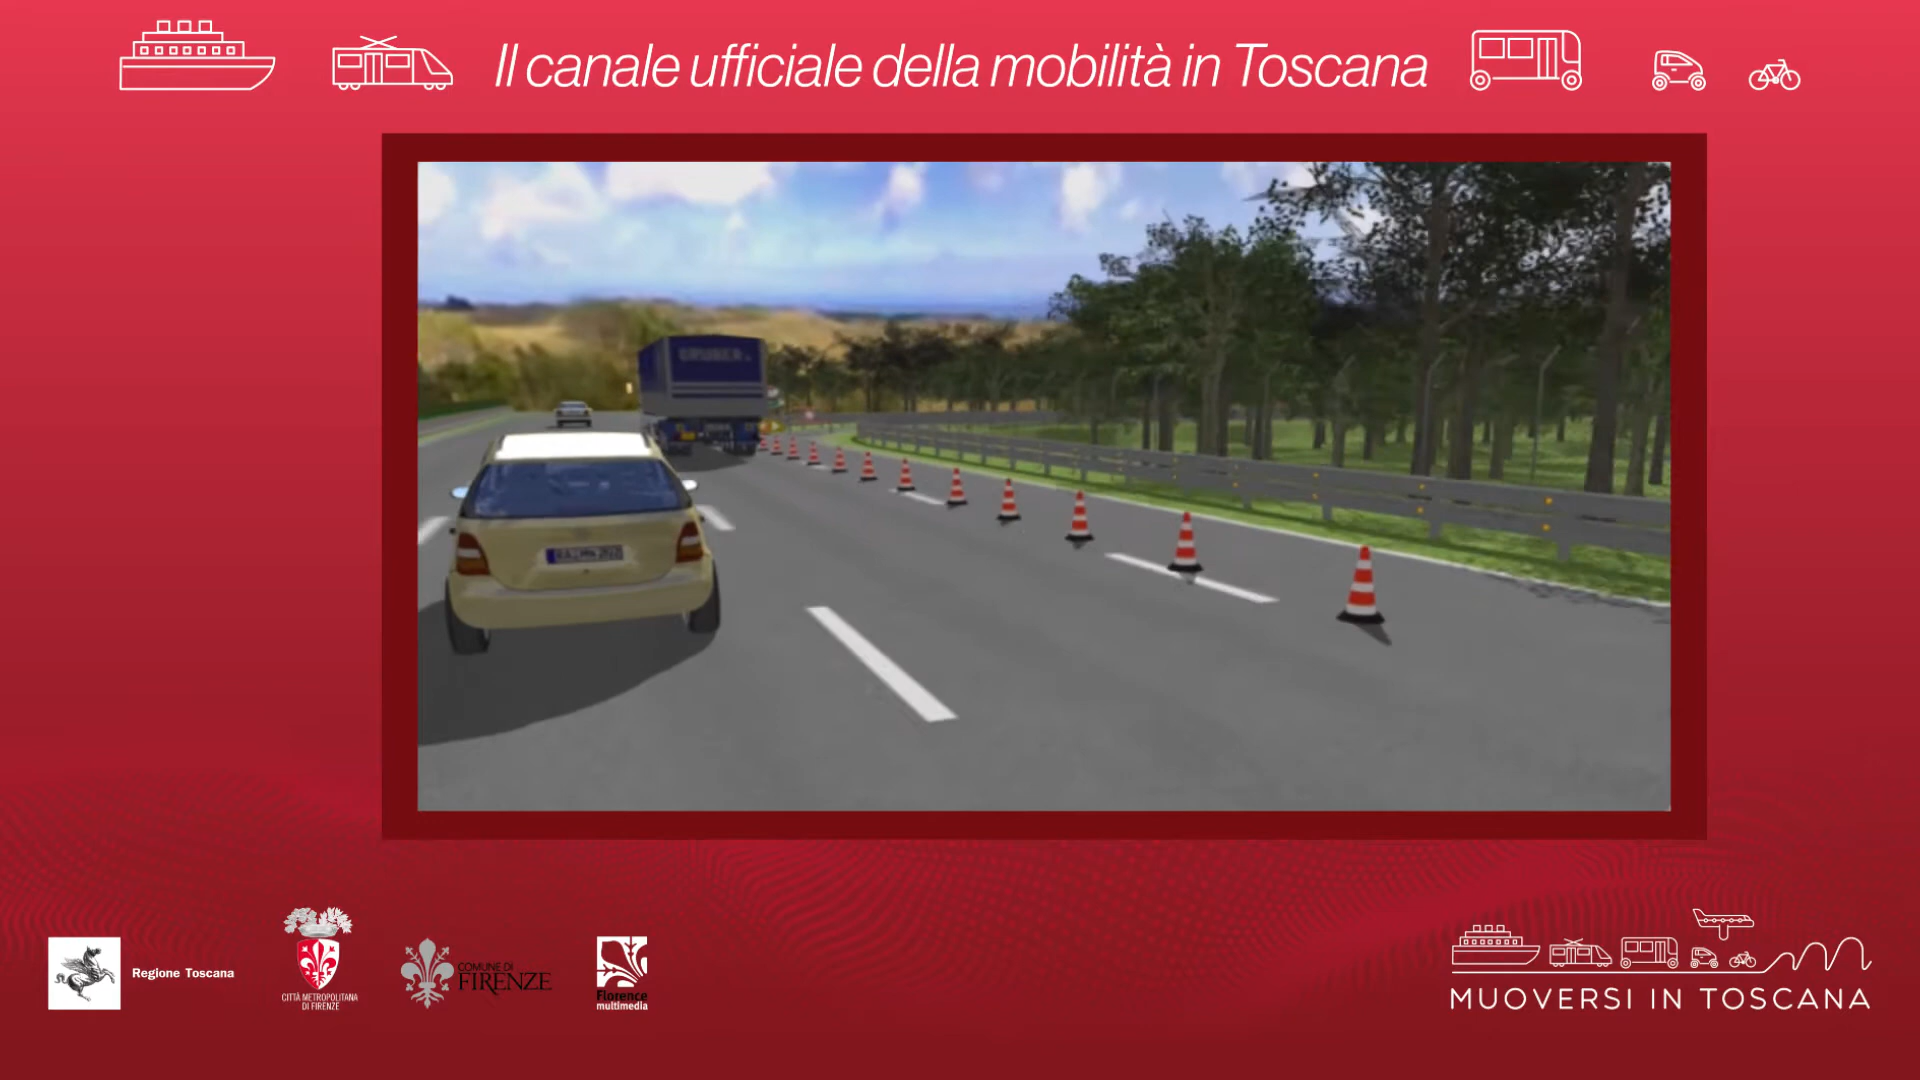 Il canale ufficiale della mobilità in Toscana
GRUBER
Regione Toscana
CITTÀ METROPOLITANA
DI FIRENZE
COMUNE DI
FIRENZE
Florence
multimedia
MUOVERSI IN TOSCANA